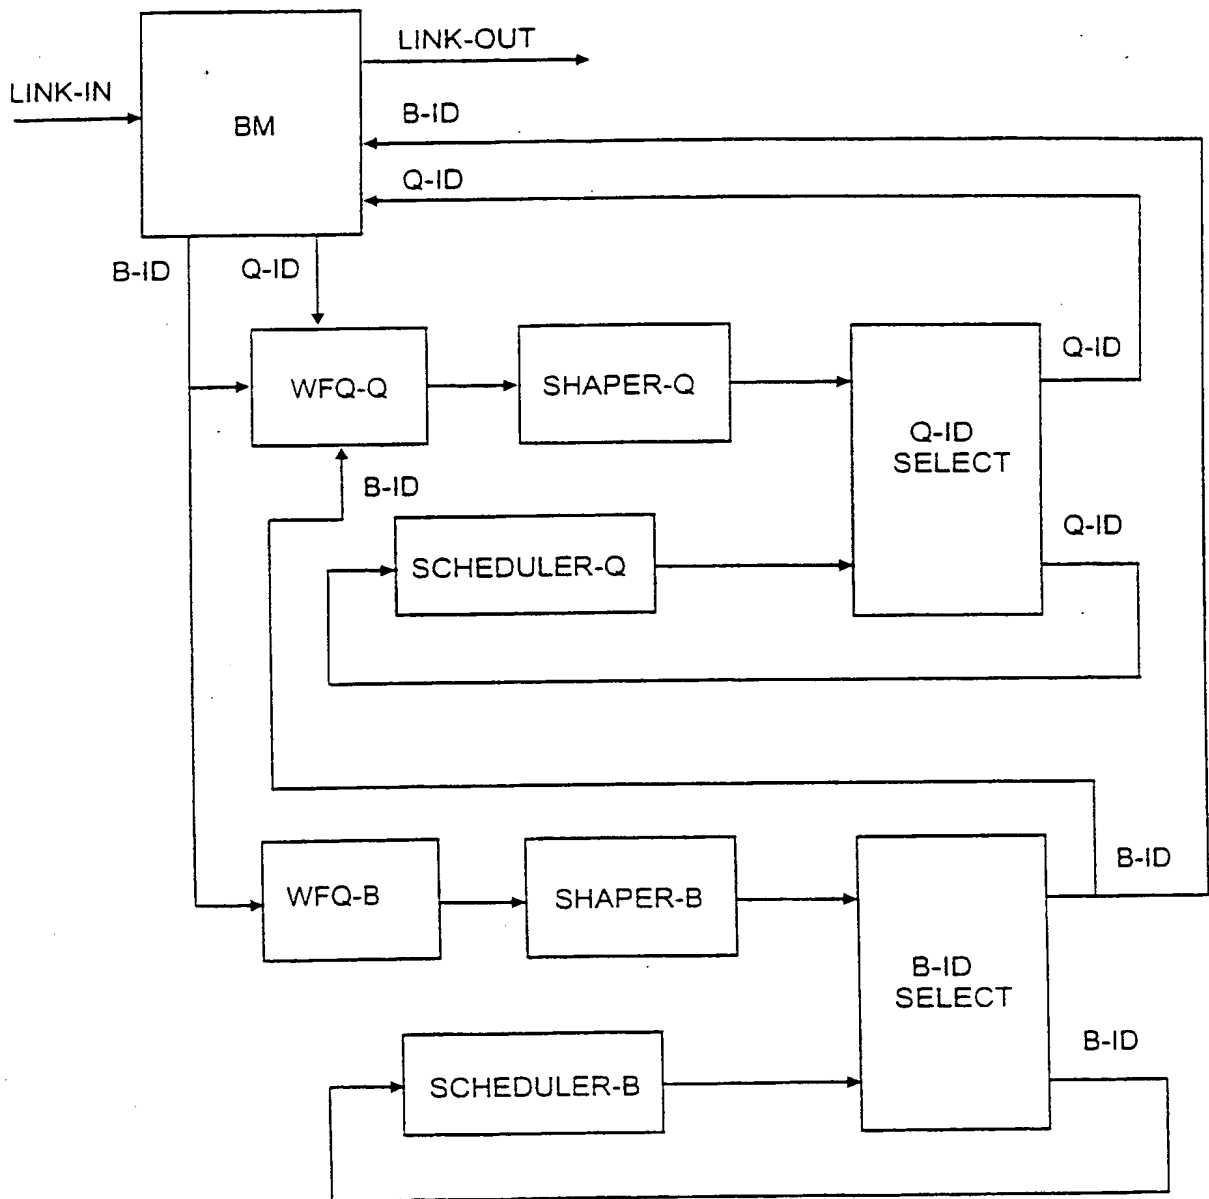 LINK-OUT
LINK-IN
BM
B-ID
Q-ID
B-ID
Q-ID
WFQ-Q
SHAPER-Q
Q-ID
Q-ID
SELECT
B-ID
Q-ID
SCHEDULER-Q
WFQ-B
SHAPER-B
B-ID
B-ID
SELECT
B-ID
SCHEDULER-B